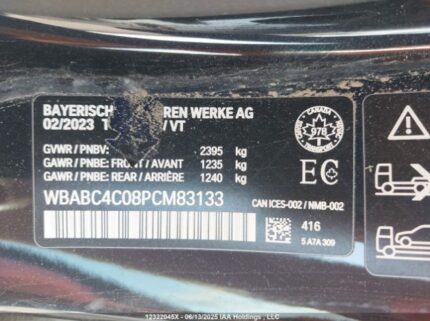 BAYERISCH REN WERKE AG
02/2023 T /VT
GVWR / PNBV: 2395 kg
GAWR / PNBE: FRONT / AVANT 1235 kg
GAWR / PNBE: REAR / ARRIÈRE 1240 kg
WBABC4C08PCM83133
CANADA
978
EC
CAN ICES-002 / NMB-002
416
5 A7A 309
12322045X - 06/13/2025 IAA Holdings , LLC